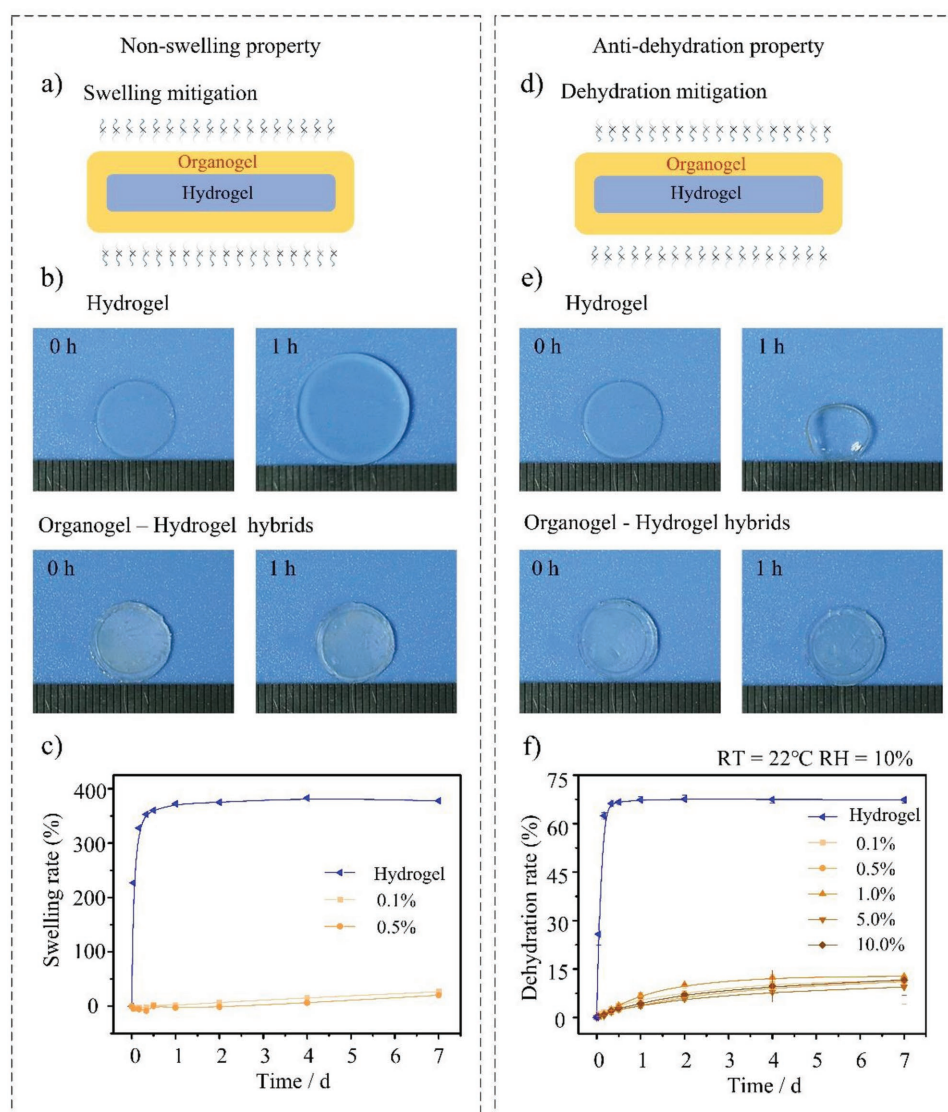 Non-swelling property
a)
Swelling mitigation
Organogel
Hydrogel
b)
Hydrogel
0 h
1 h
Organogel – Hydrogel hybrids
0 h
1 h
c)
400
300
200
100
0
Swelling rate (%)
Hydrogel
0.1%
0.5%
0 1 2 3 4 5 6 7
Time / d
Anti-dehydration property
d)
Dehydration mitigation
Organogel
Hydrogel
e)
Hydrogel
0 h
1 h
Organogel - Hydrogel hybrids
0 h
1 h
f)
RT = 22℃ RH = 10%
75
60
45
30
15
0
Dehydration rate (%)
Hydrogel
0.1%
0.5%
1.0%
5.0%
10.0%
0 1 2 3 4 5 6 7
Time / d